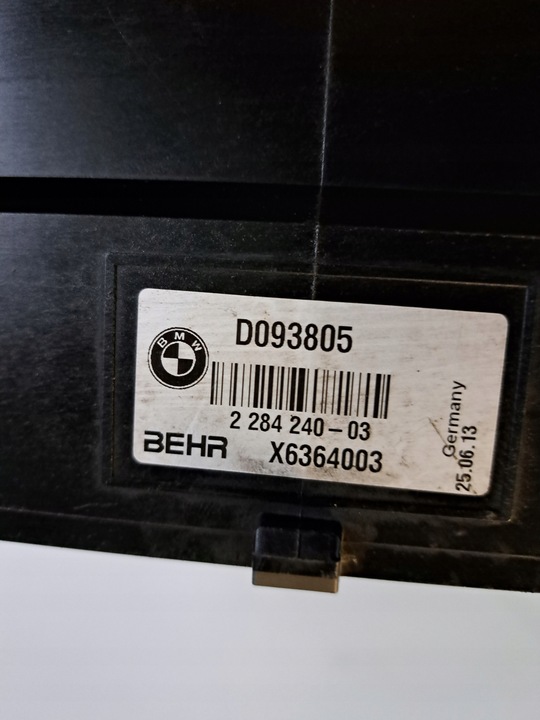 BMW
D093805
2 284 240-03
BEHR X6364003
Germany
25.06.13